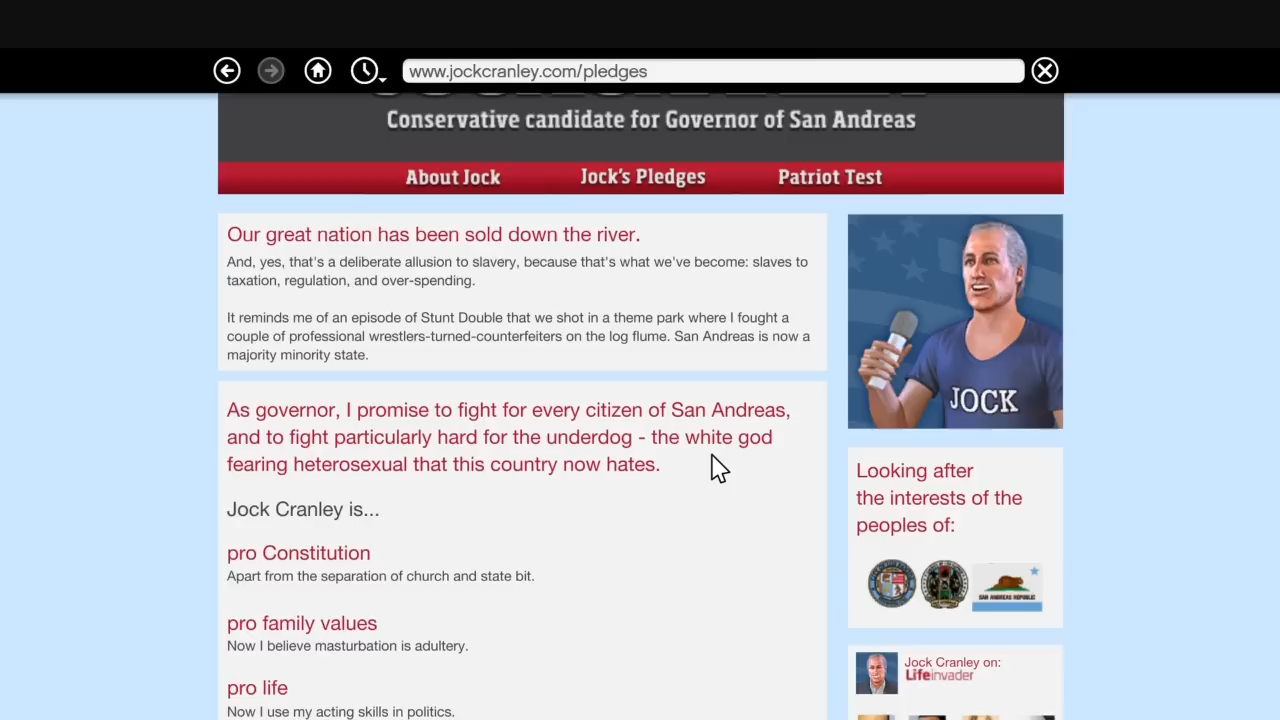 www.jockcranley.com/pledges
Conservative candidate for Governor of San Andreas
About Jock
Jock's Pledges
Patriot Test
Our great nation has been sold down the river.
And, yes, that's a deliberate allusion to slavery, because that's what we've become: slaves to
taxation, regulation, and over-spending.
It reminds me of an episode of Stunt Double that we shot in a theme park where I fought a
couple of professional wrestlers-turned-counterfeiters on the log flume. San Andreas is now a
majority minority state.
As governor, I promise to fight for every citizen of San Andreas,
and to fight particularly hard for the underdog - the white god
fearing heterosexual that this country now hates.
Jock Cranley is...
pro Constitution
Apart from the separation of church and state bit.
pro family values
Now I believe masturbation is adultery.
pro life
Now I use my acting skills in politics.
JOCK
Looking after
the interests of the
peoples of:
SAN ANDREAS REPUBLIC
Jock Cranley on:
Lifeinvader